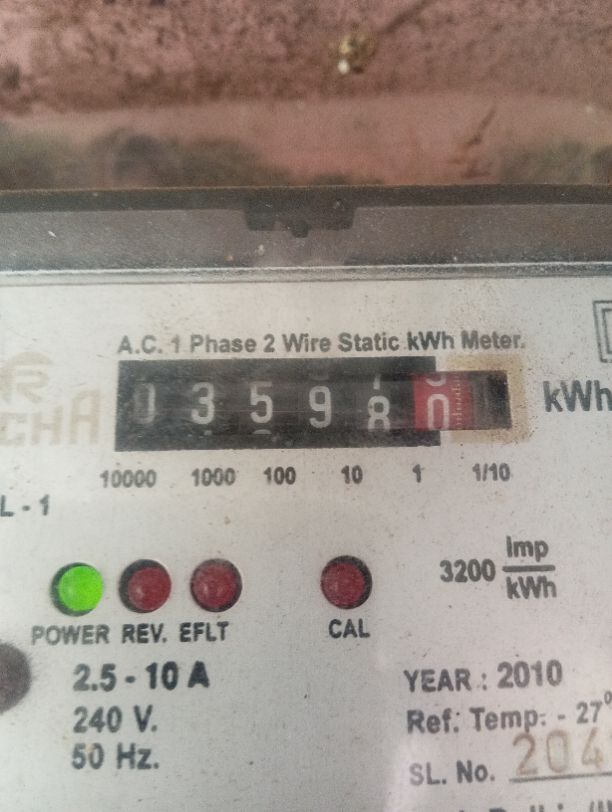 A.C. 1 Phase 2 Wire Static kWh Meter.
0 3 5 9 8 0 kWh
CHA
10000 1000 100 10 1 1/10
L - 1
3200 Imp/kWh
POWER REV. EFLT CAL
2.5 - 10 A
240 V.
50 Hz.
YEAR : 2010
Ref. Temp. - 27°
SL. No. 204